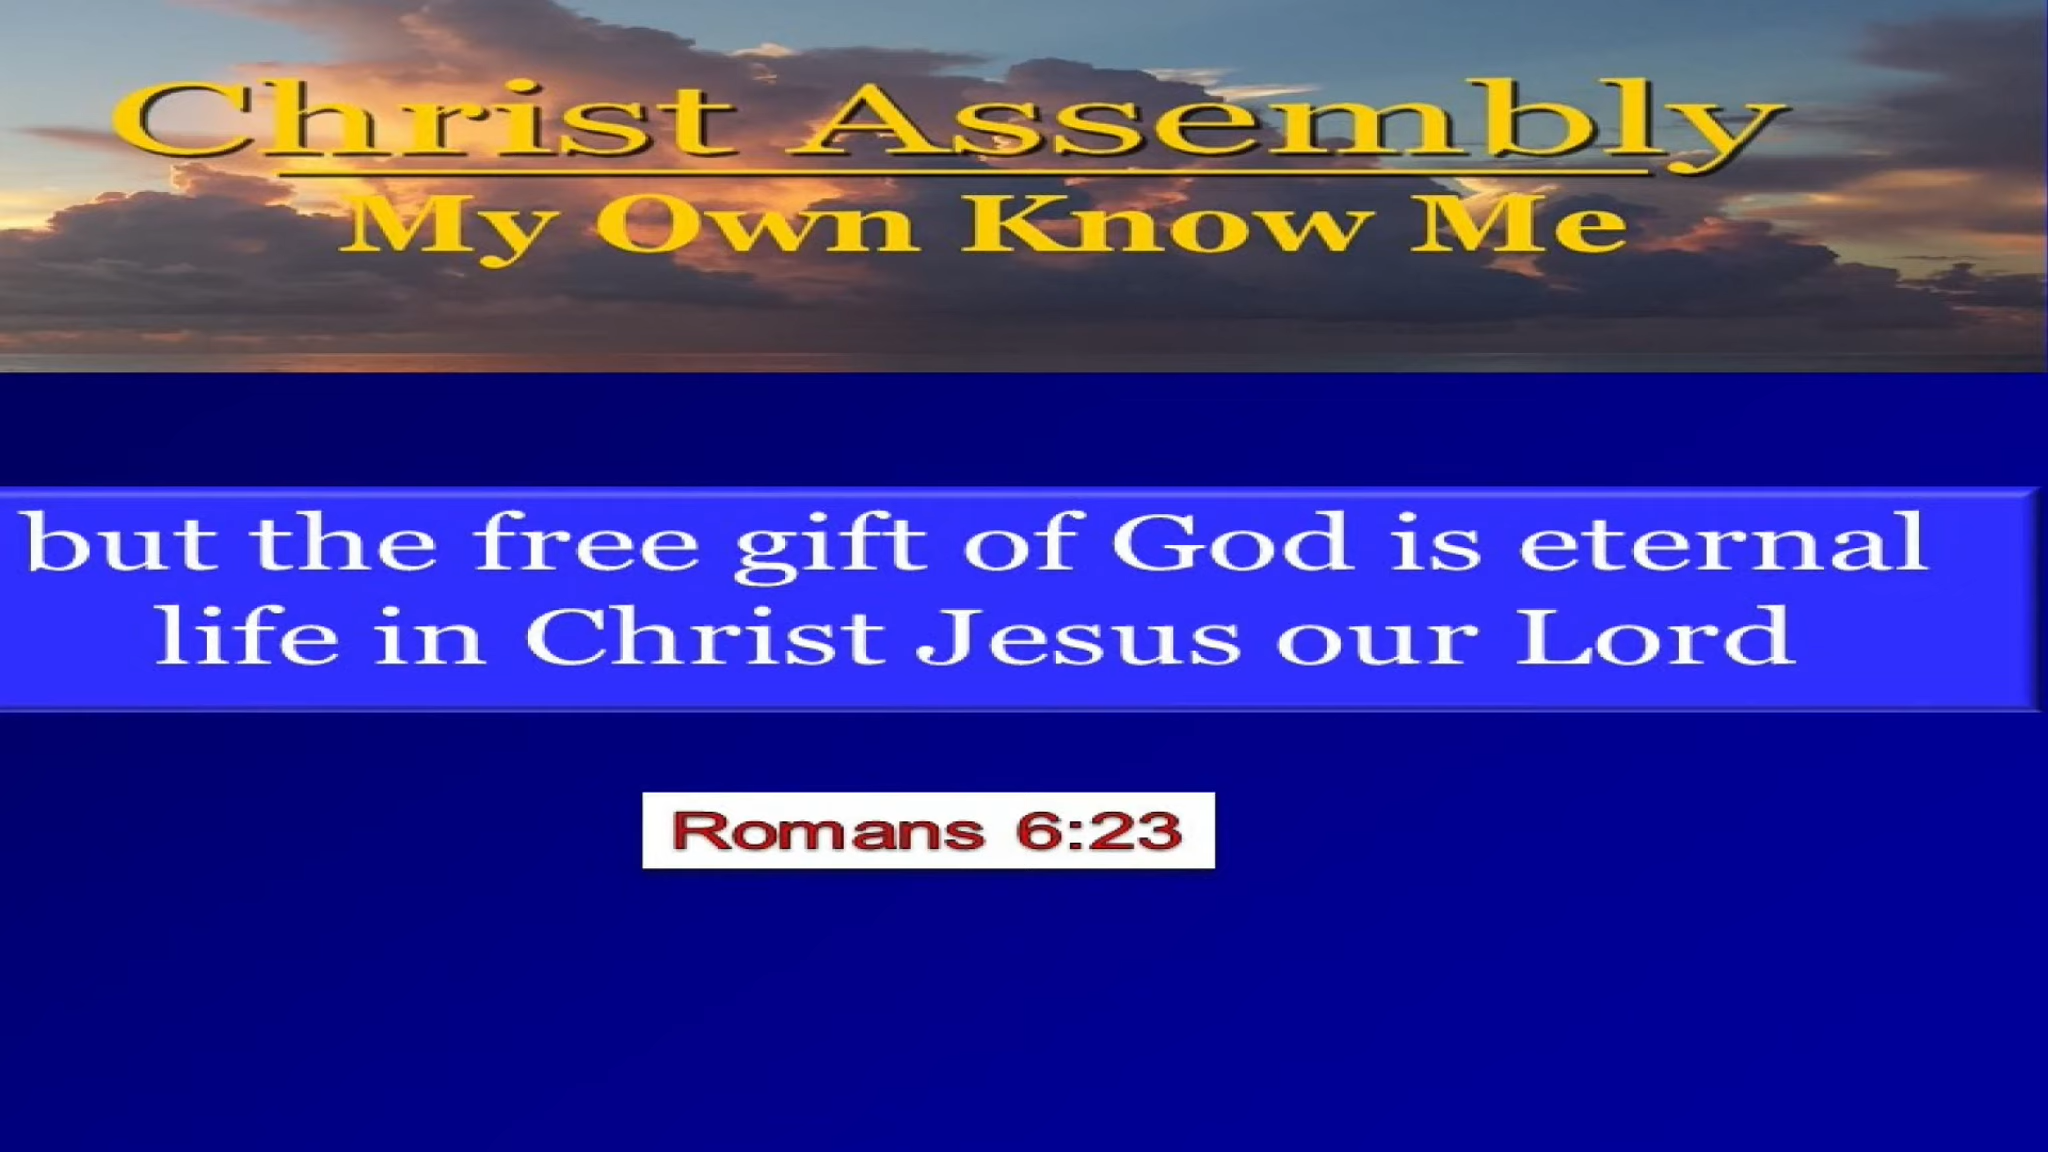 Christ Assembly
My Own Know Me
but the free gift of God is eternal
life in Christ Jesus our Lord
Romans 6:23